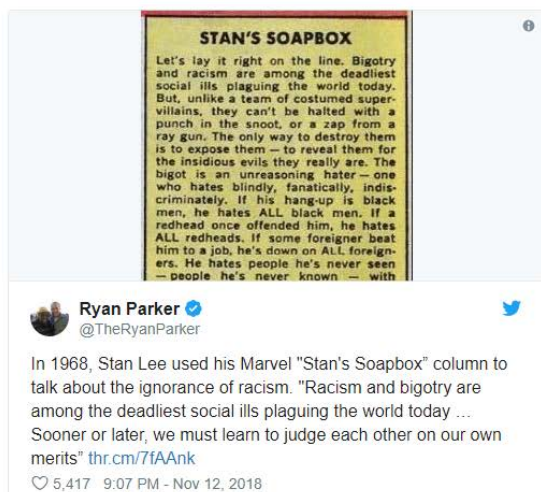 STAN'S SOAPBOX
Let's lay it right on the line. Bigotry
and racism are among the deadliest
social ills plaguing the world today.
But, unlike a team of costumed super-
villains, they can't be halted with a
punch in the snoot, or a zap from a
ray gun. The only way to destroy them
is to expose them — to reveal them for
the insidious evils they really are. The
bigot is an unreasoning hater — one
who hates blindly, fanatically, indis-
criminately. If his hang-up is black
men, he hates ALL black men. If a
redhead once offended him, he hates
ALL redheads. If some foreigner beat
him to a job, he's down on ALL foreign-
ers. He hates people he's never seen
— people he's never known — with
Ryan Parker
@TheRyanParker
In 1968, Stan Lee used his Marvel "Stan's Soapbox” column to
talk about the ignorance of racism. "Racism and bigotry are
among the deadliest social ills plaguing the world today ...
Sooner or later, we must learn to judge each other on our own
merits” thr.cm/7fAAnk
5,417 9:07 PM - Nov 12, 2018